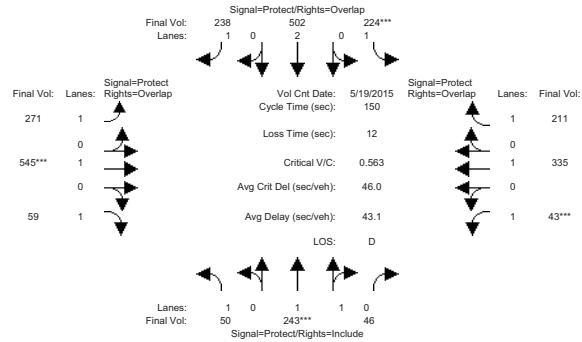 Signal=Protect/Rights=Overlap
Final Vol: 238 502 224***
Lanes: 1 0 2 0 1
Signal=Protect
Final Vol: Lanes: Rights=Overlap
Vol Cnt Date: 5/19/2015
Signal=Protect
Rights=Overlap Lanes: Final Vol:
Cycle Time (sec): 150
271 1 1 211
Loss Time (sec): 12
0 0
545*** 1 Critical V/C: 0.563 1 335
0 Avg Crit Del (sec/veh): 46.0 0
59 1 Avg Delay (sec/veh): 43.1 1 43***
LOS: D
Lanes: 1 0 1 1 0
Final Vol: 50 243*** 46
Signal=Protect/Rights=Include